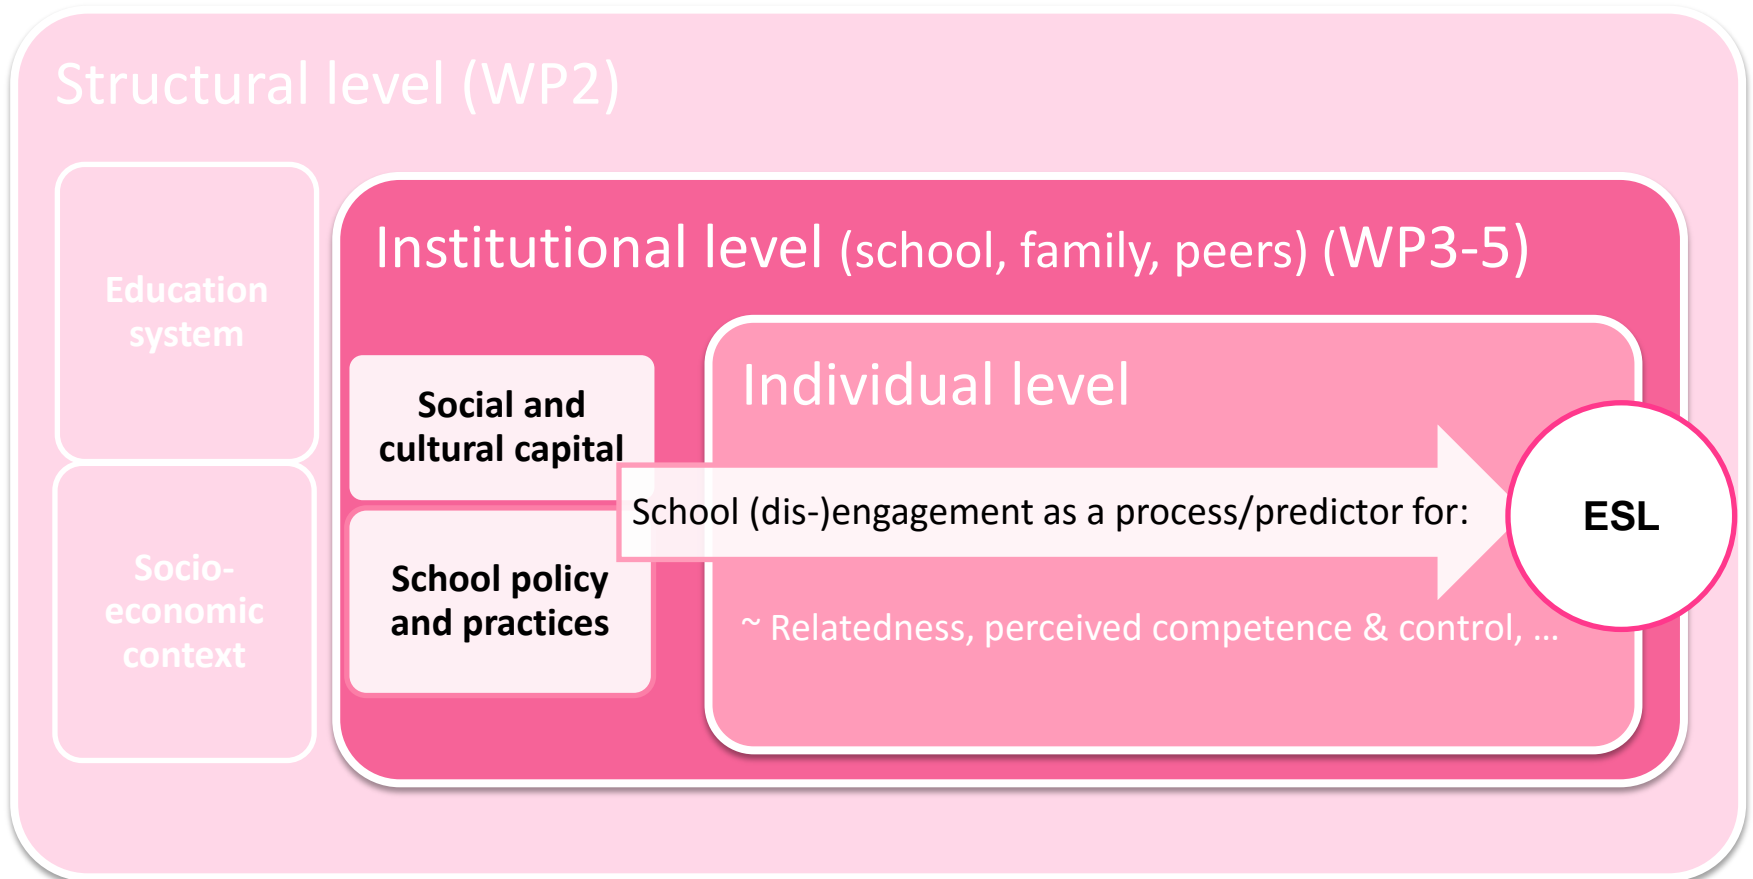 Structural level (WP2)
Education
system
Socio-
economic
context
Institutional level (school, family, peers) (WP3-5)
Social and
cultural capital
School policy
and practices
Individual level
School (dis-)engagement as a process/predictor for:
~ Relatedness, perceived competence & control, ...
ESL